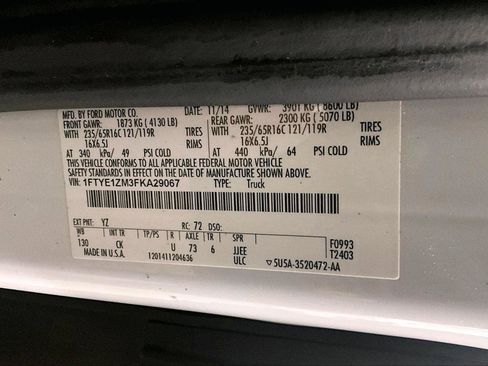 MFD. BY FORD MOTOR CO. DATE: 11/14 GVWR: 3901 KG ( 8600 LB)
FRONT GAWR: 1873 KG ( 4130 LB) REAR GAWR: 2300 KG ( 5070 LB)
WITH 235/65R16C 121/119R TIRES WITH 235/65R16C 121/119R TIRES
16X6.5J RIMS 16X6.5J RIMS
AT 340 kPa/ 49 PSI COLD AT 440 kPa/ 64 PSI COLD
THIS VEHICLE CONFORMS TO ALL APPLICABLE FEDERAL MOTOR VEHICLE
SAFETY STANDARDS IN EFFECT ON THE DATE OF MANUFACTURE SHOWN ABOVE.
VIN: 1FTYE1ZM3FKA29067 TYPE: Truck
EXT PNT: YZ RC: 72 DSO:
WB INT TR TP/PS R AXLE TR SPR
130 CK U 73 6 JJEE F0993
MADE IN U.S.A. 1201411204636 ULC T2403
▽5U5A-3520472-AA